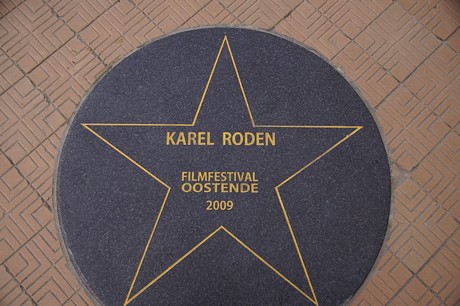 KAREL RODEN
FILMFESTIVAL
OOSTENDE
2009